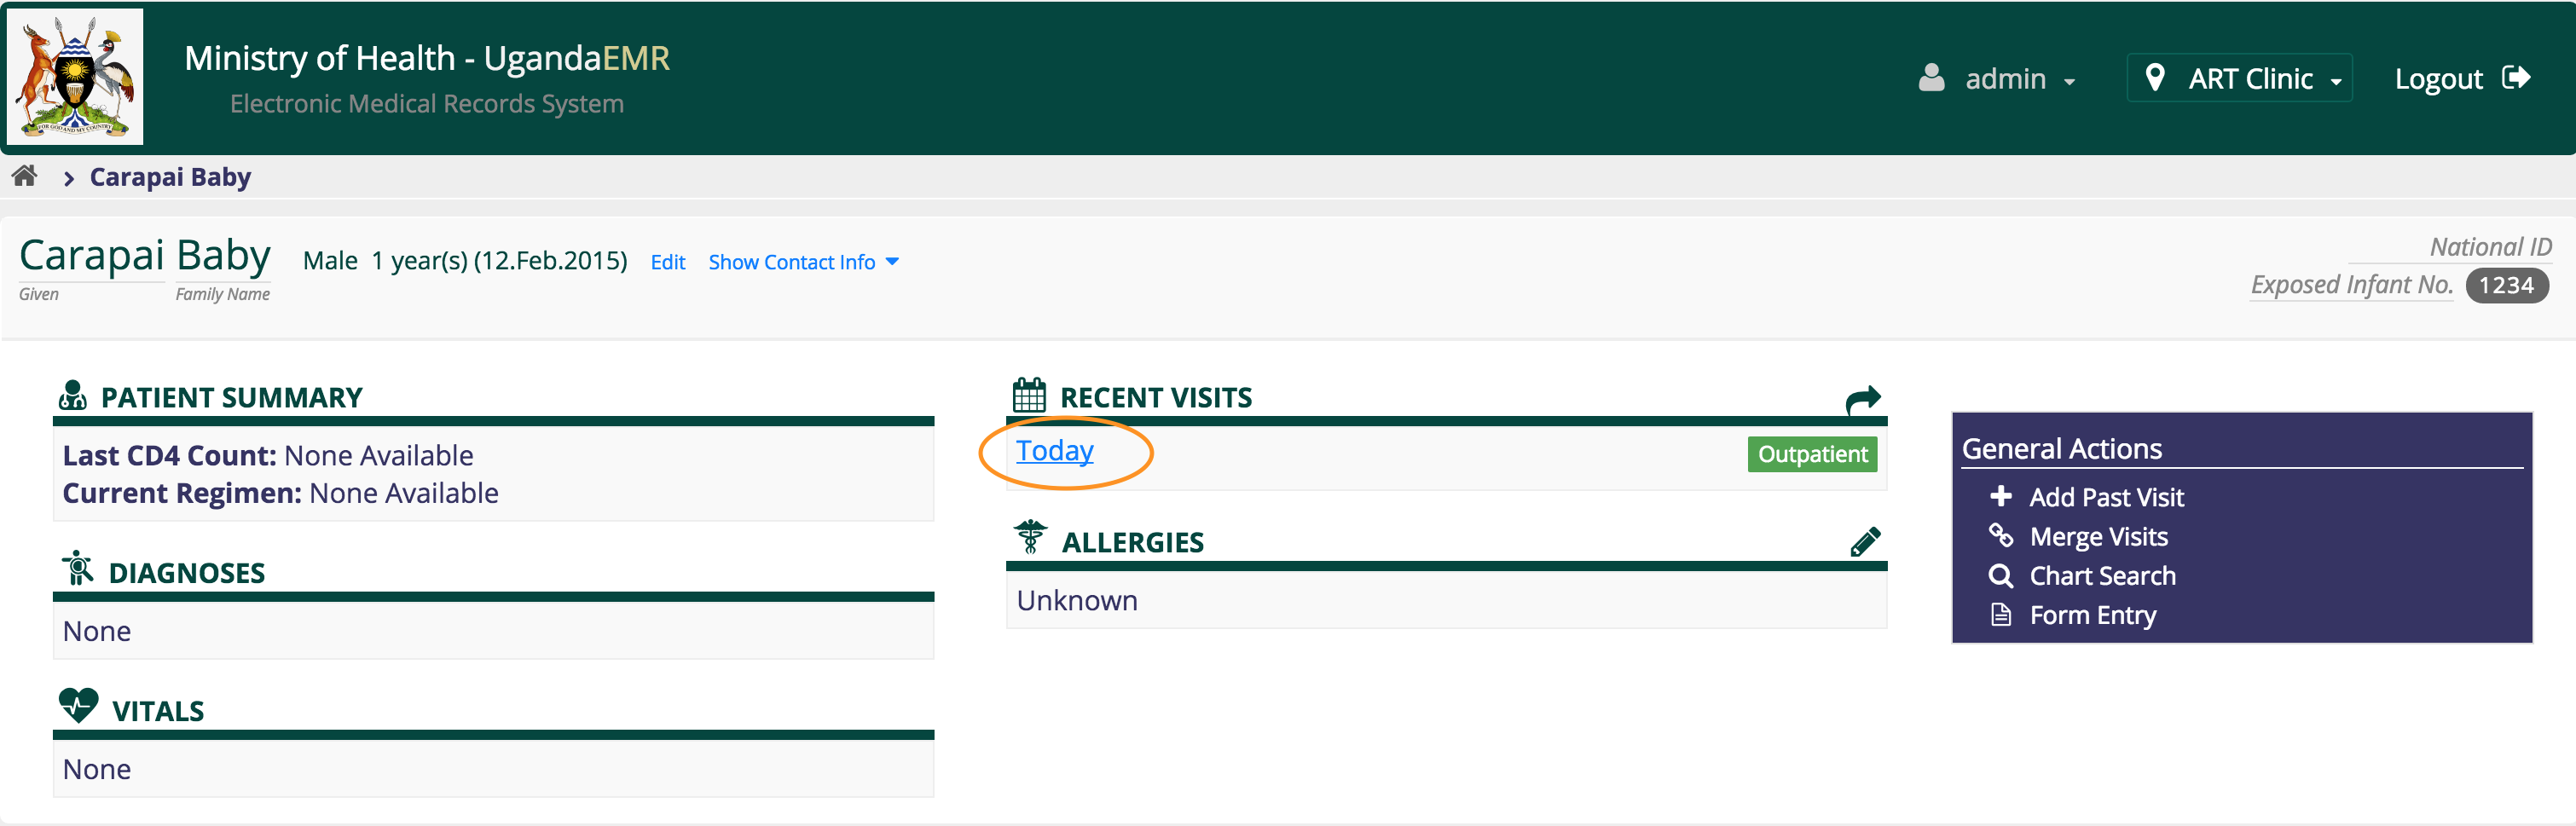 Ministry of Health - UgandaEMR
Electronic Medical Records System
admin
ART Clinic
Logout
FOR GOD AND MY COUNTRY
Carapai Baby
Carapai Baby
Given
Family Name
Male 1 year(s) (12.Feb.2015)
Edit
Show Contact Info
National ID
Exposed Infant No. 1234
PATIENT SUMMARY
Last CD4 Count: None Available
Current Regimen: None Available
DIAGNOSES
None
VITALS
None
RECENT VISITS
Today
Outpatient
ALLERGIES
Unknown
General Actions
Add Past Visit
Merge Visits
Chart Search
Form Entry